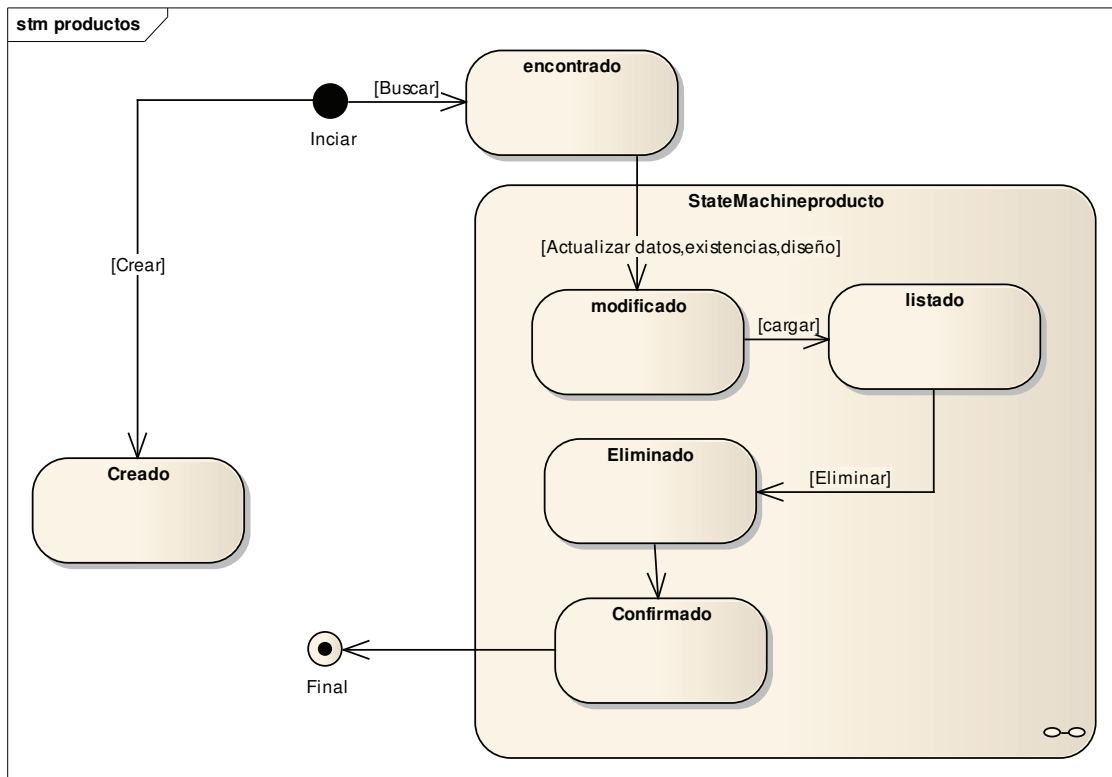 stm productos
encontrado
[Buscar]
Inciar
StateMachineproducto
[Actualizar datos,existencias,diseño]
[Crear]
modificado
listado
[cargar]
Eliminado
Creado
[Eliminar]
Confirmado
Final